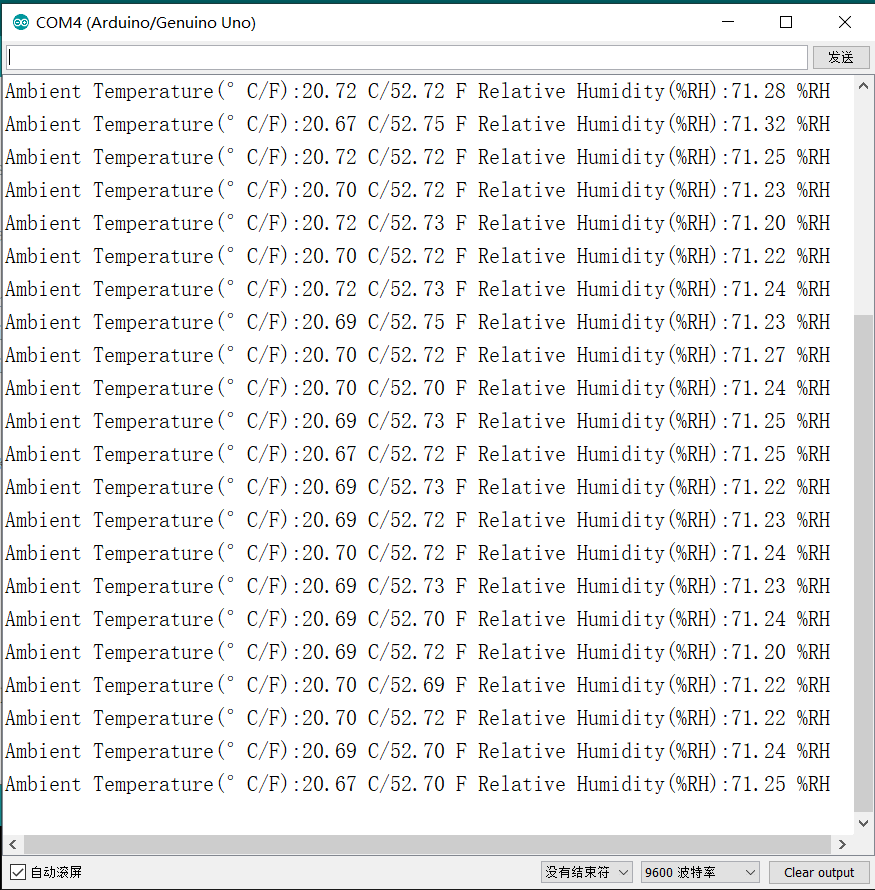 COM4 (Arduino/Genuino Uno)
发送
Ambient Temperature(° C/F):20.72 C/52.72 F Relative Humidity(%RH):71.28 %RH
Ambient Temperature(° C/F):20.67 C/52.75 F Relative Humidity(%RH):71.32 %RH
Ambient Temperature(° C/F):20.72 C/52.72 F Relative Humidity(%RH):71.25 %RH
Ambient Temperature(° C/F):20.70 C/52.72 F Relative Humidity(%RH):71.23 %RH
Ambient Temperature(° C/F):20.72 C/52.73 F Relative Humidity(%RH):71.20 %RH
Ambient Temperature(° C/F):20.70 C/52.72 F Relative Humidity(%RH):71.22 %RH
Ambient Temperature(° C/F):20.72 C/52.73 F Relative Humidity(%RH):71.24 %RH
Ambient Temperature(° C/F):20.69 C/52.75 F Relative Humidity(%RH):71.23 %RH
Ambient Temperature(° C/F):20.70 C/52.72 F Relative Humidity(%RH):71.27 %RH
Ambient Temperature(° C/F):20.70 C/52.70 F Relative Humidity(%RH):71.24 %RH
Ambient Temperature(° C/F):20.69 C/52.73 F Relative Humidity(%RH):71.25 %RH
Ambient Temperature(° C/F):20.67 C/52.72 F Relative Humidity(%RH):71.25 %RH
Ambient Temperature(° C/F):20.69 C/52.73 F Relative Humidity(%RH):71.22 %RH
Ambient Temperature(° C/F):20.69 C/52.72 F Relative Humidity(%RH):71.23 %RH
Ambient Temperature(° C/F):20.70 C/52.72 F Relative Humidity(%RH):71.24 %RH
Ambient Temperature(° C/F):20.69 C/52.73 F Relative Humidity(%RH):71.23 %RH
Ambient Temperature(° C/F):20.69 C/52.70 F Relative Humidity(%RH):71.24 %RH
Ambient Temperature(° C/F):20.69 C/52.72 F Relative Humidity(%RH):71.20 %RH
Ambient Temperature(° C/F):20.70 C/52.69 F Relative Humidity(%RH):71.22 %RH
Ambient Temperature(° C/F):20.70 C/52.72 F Relative Humidity(%RH):71.22 %RH
Ambient Temperature(° C/F):20.69 C/52.70 F Relative Humidity(%RH):71.24 %RH
Ambient Temperature(° C/F):20.67 C/52.70 F Relative Humidity(%RH):71.25 %RH
自动滚屏 没有结束符 9600 波特率 Clear output